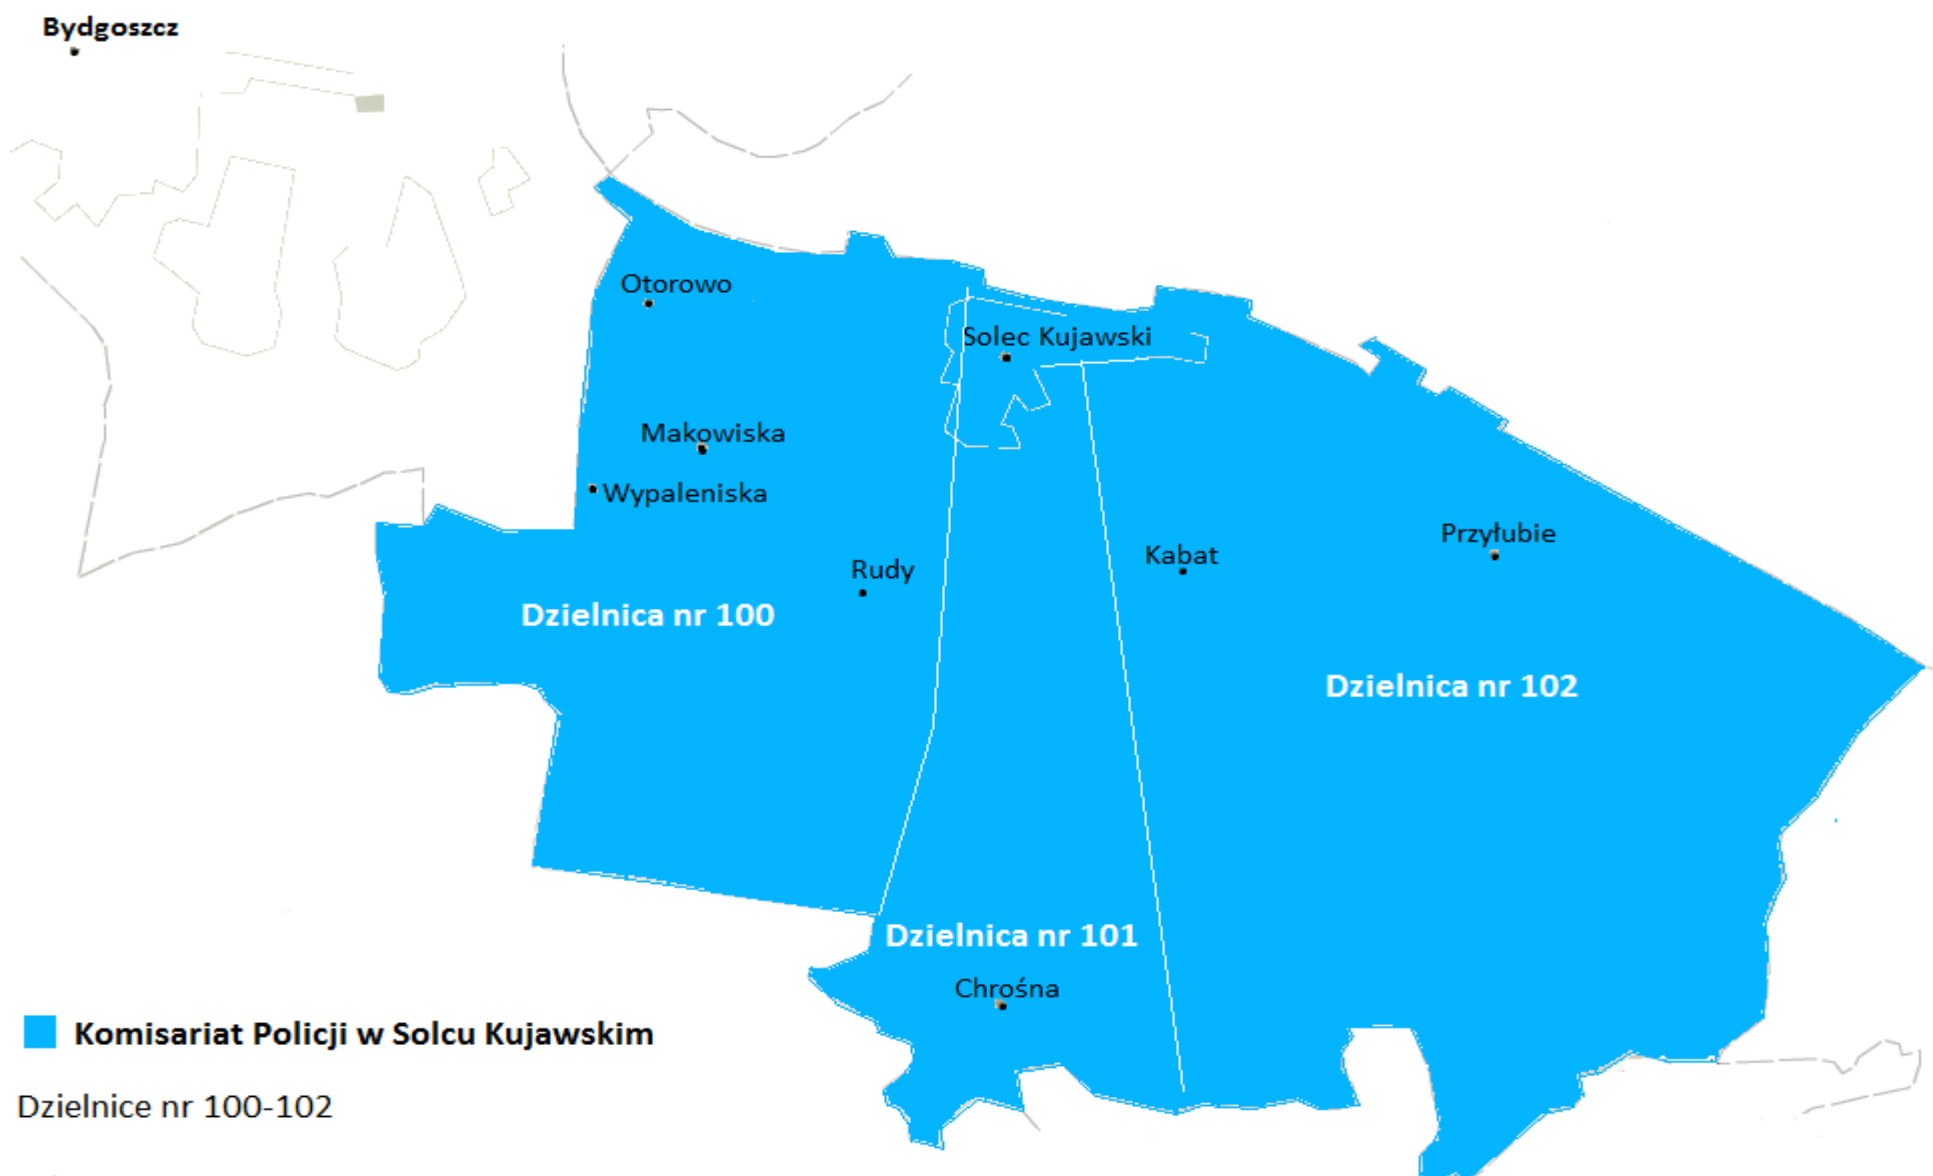 Bydgoszcz
Otorowo
Solec Kujawski
Makowiska
Wypaleniska
Przyłubie
Kabat
Rudy
Dzielnica nr 100
Dzielnica nr 102
Dzielnica nr 101
Chrośna
Komisariat Policji w Solcu Kujawskim
Dzielnice nr 100-102